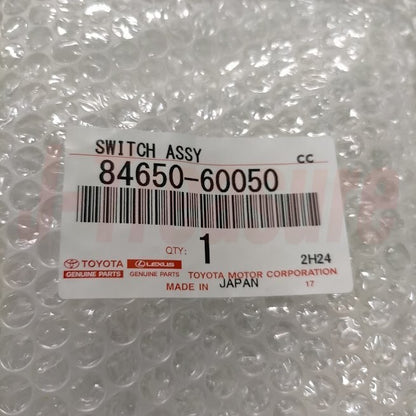 SWITCH ASSY CC
84650-60050
QTY: 1 2H24
TOYOTA LEXUS
GENUINE PARTS GENUINE PARTS TOYOTA MOTOR CORPORATION
MADE IN JAPAN 17